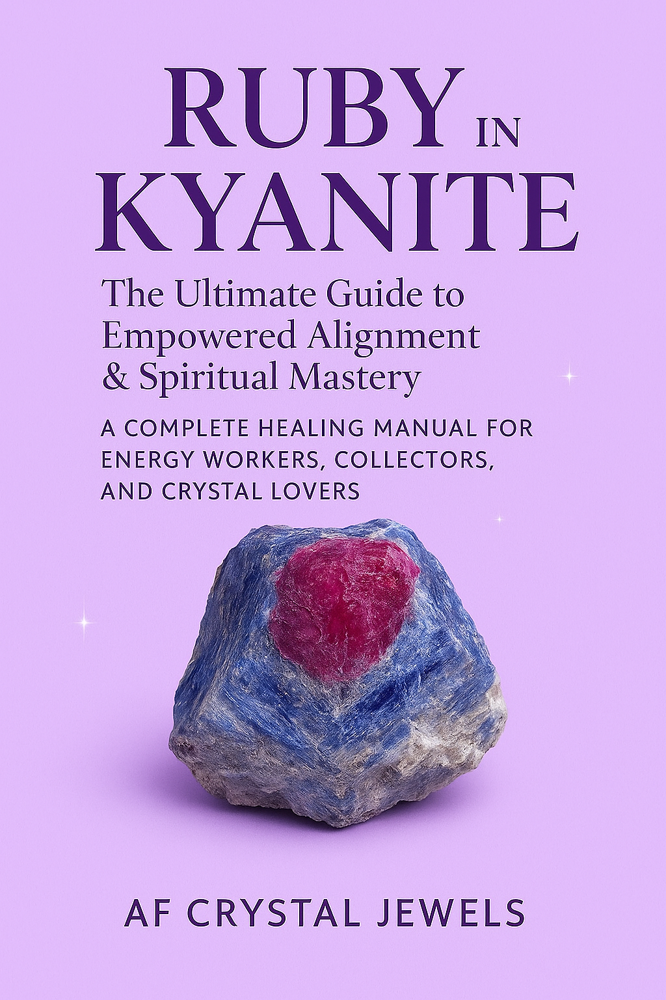 RUBY IN
KYANITE
The Ultimate Guide to
Empowered Alignment
& Spiritual Mastery
A COMPLETE HEALING MANUAL FOR
ENERGY WORKERS, COLLECTORS,
AND CRYSTAL LOVERS
AF CRYSTAL JEWELS